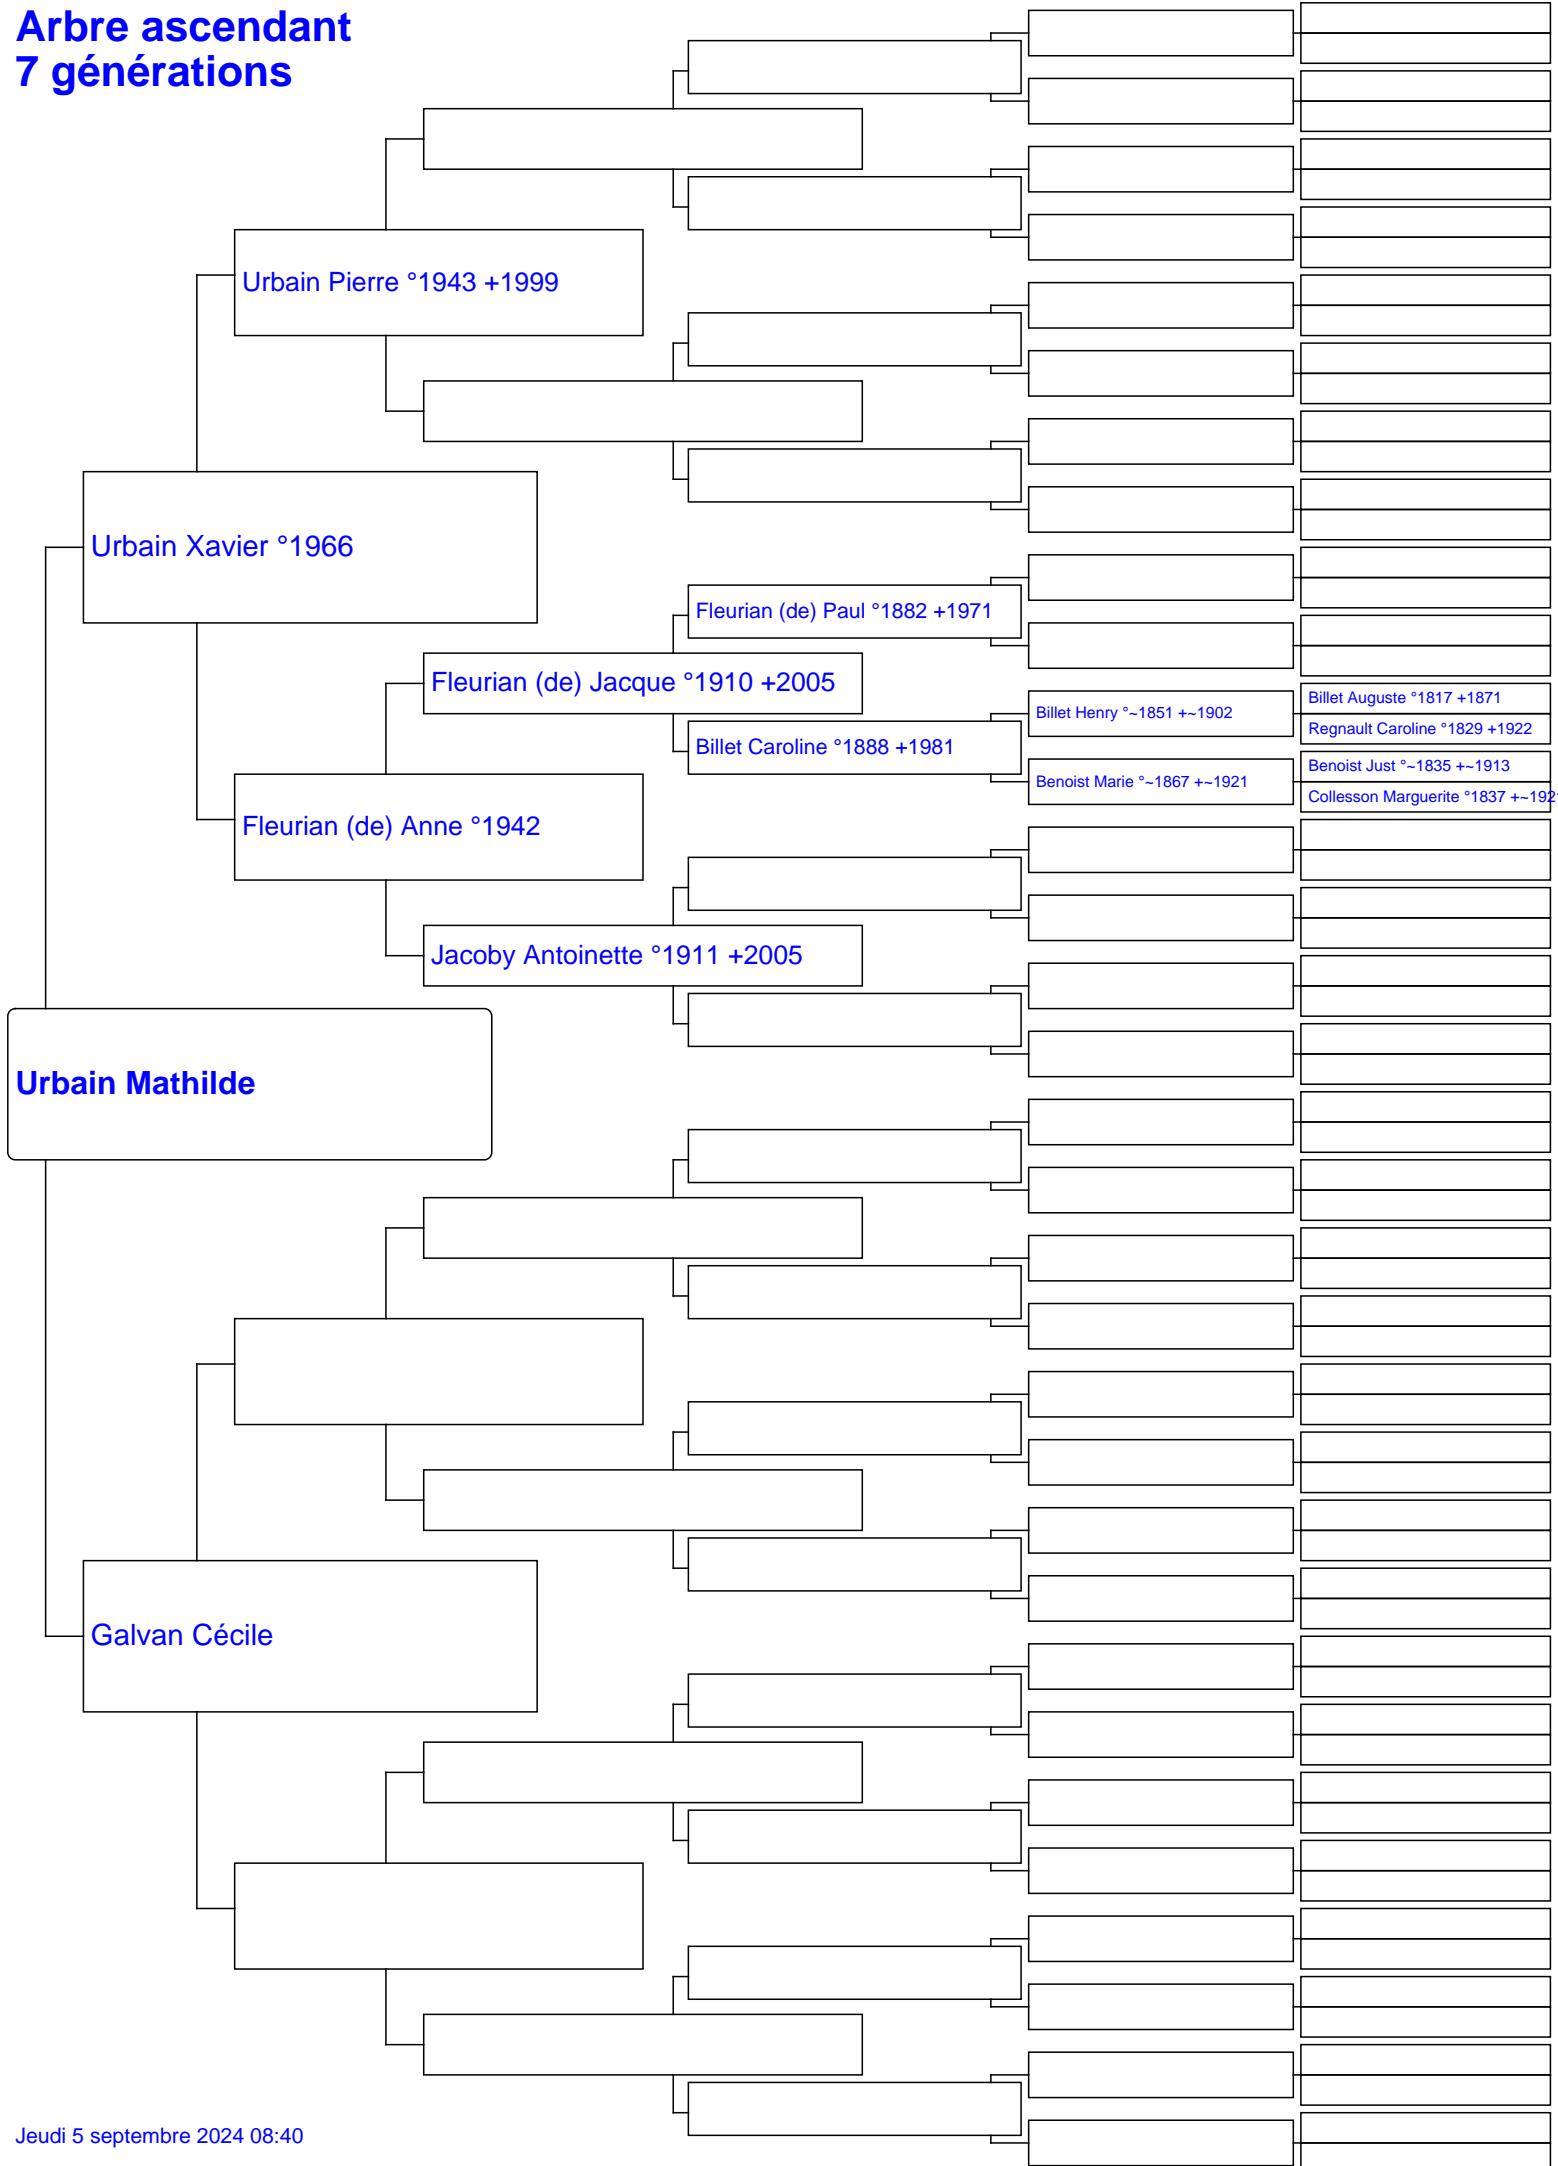 Arbre ascendant
7 générations
Urbain Pierre °1943 +1999
Urbain Xavier °1966
Fleurian (de) Paul °1882 +1971
Fleurian (de) Jacque °1910 +2005
Billet Auguste °1817 +1871
Billet Henry °~1851 +~1902
Regnault Caroline °1829 +1922
Billet Caroline °1888 +1981
Benoist Just °~1835 +~1913
Benoist Marie °~1867 +~1921
Collesson Marguerite °1837
Fleurian (de) Anne °1942
Jacoby Antoinette °1911 +2005
Urbain Mathilde
Galvan Cécile
Jeudi 5 septembre 2024 08:40